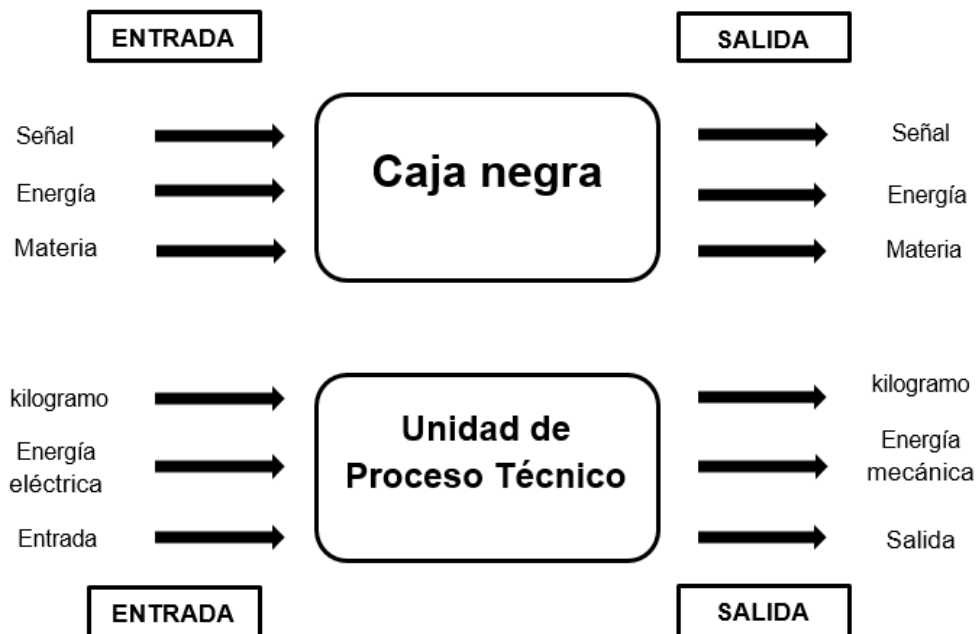 ENTRADA
SALIDA
Señal
Energía
Materia
Caja negra
Señal
Energía
Materia
kilogramo
Energía
eléctrica
Entrada
Unidad de
Proceso Técnico
kilogramo
Energía
mecánica
Salida
ENTRADA
SALIDA